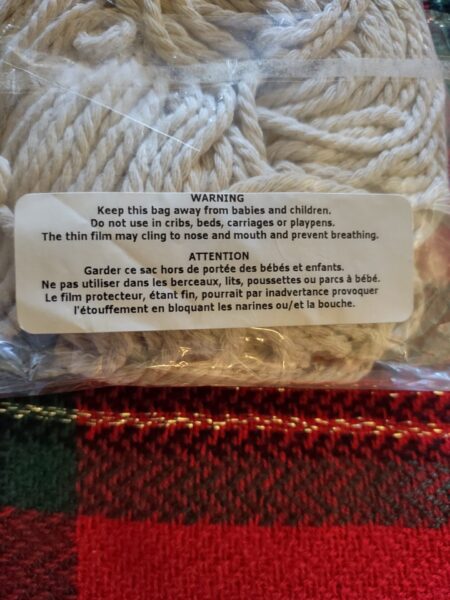 WARNING
Keep this bag away from babies and children.
Do not use in cribs, beds, carriages or playpens.
The thin film may cling to nose and mouth and prevent breathing.
ATTENTION
Garder ce sac hors de portée des bébés et enfants.
Ne pas utiliser dans les berceaux, lits, poussettes ou parcs à bébé.
Le film protecteur, étant fin, pourrait par inadvertance provoquer
l'étouffement en bloquant les narines ou/et la bouche.